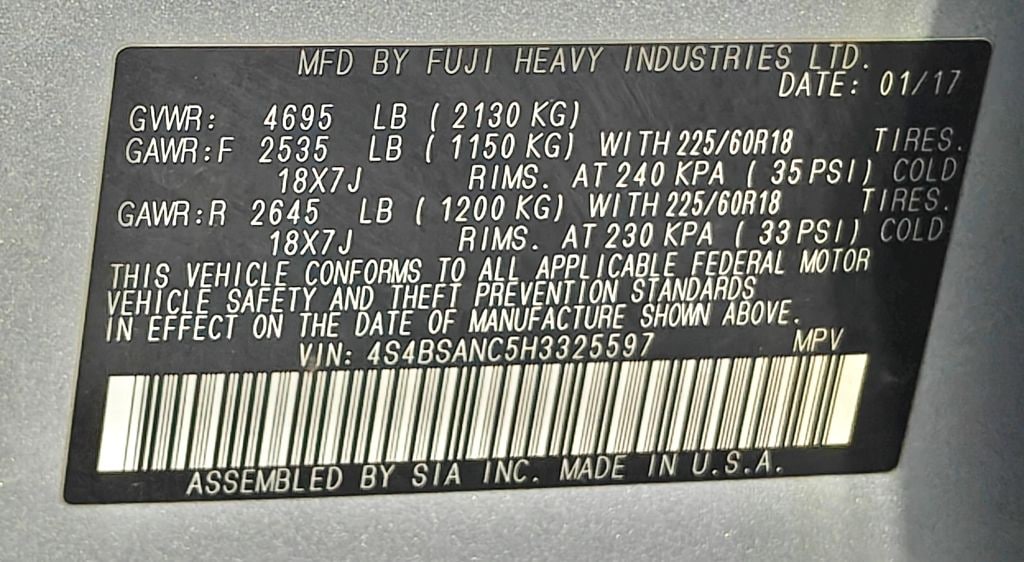 MFD BY FUJI HEAVY INDUSTRIES LTD.
DATE: 01/17
GVWR: 4695 LB ( 2130 KG)
GAWR:F 2535 LB ( 1150 KG) WITH 225/60R18 TIRES.
18X7J RIMS. AT 240 KPA ( 35 PSI) COLD
GAWR:R 2645 LB ( 1200 KG) WITH 225/60R18 TIRES.
18X7J RIMS. AT 230 KPA ( 33 PSI) COLD
THIS VEHICLE CONFORMS TO ALL APPLICABLE FEDERAL MOTOR
VEHICLE SAFETY AND THEFT PREVENTION STANDARDS
IN EFFECT ON THE DATE OF MANUFACTURE SHOWN ABOVE.
VIN: 4S4BSANC5H3325597 MPV
ASSEMBLED BY SIA INC. MADE IN U.S.A.